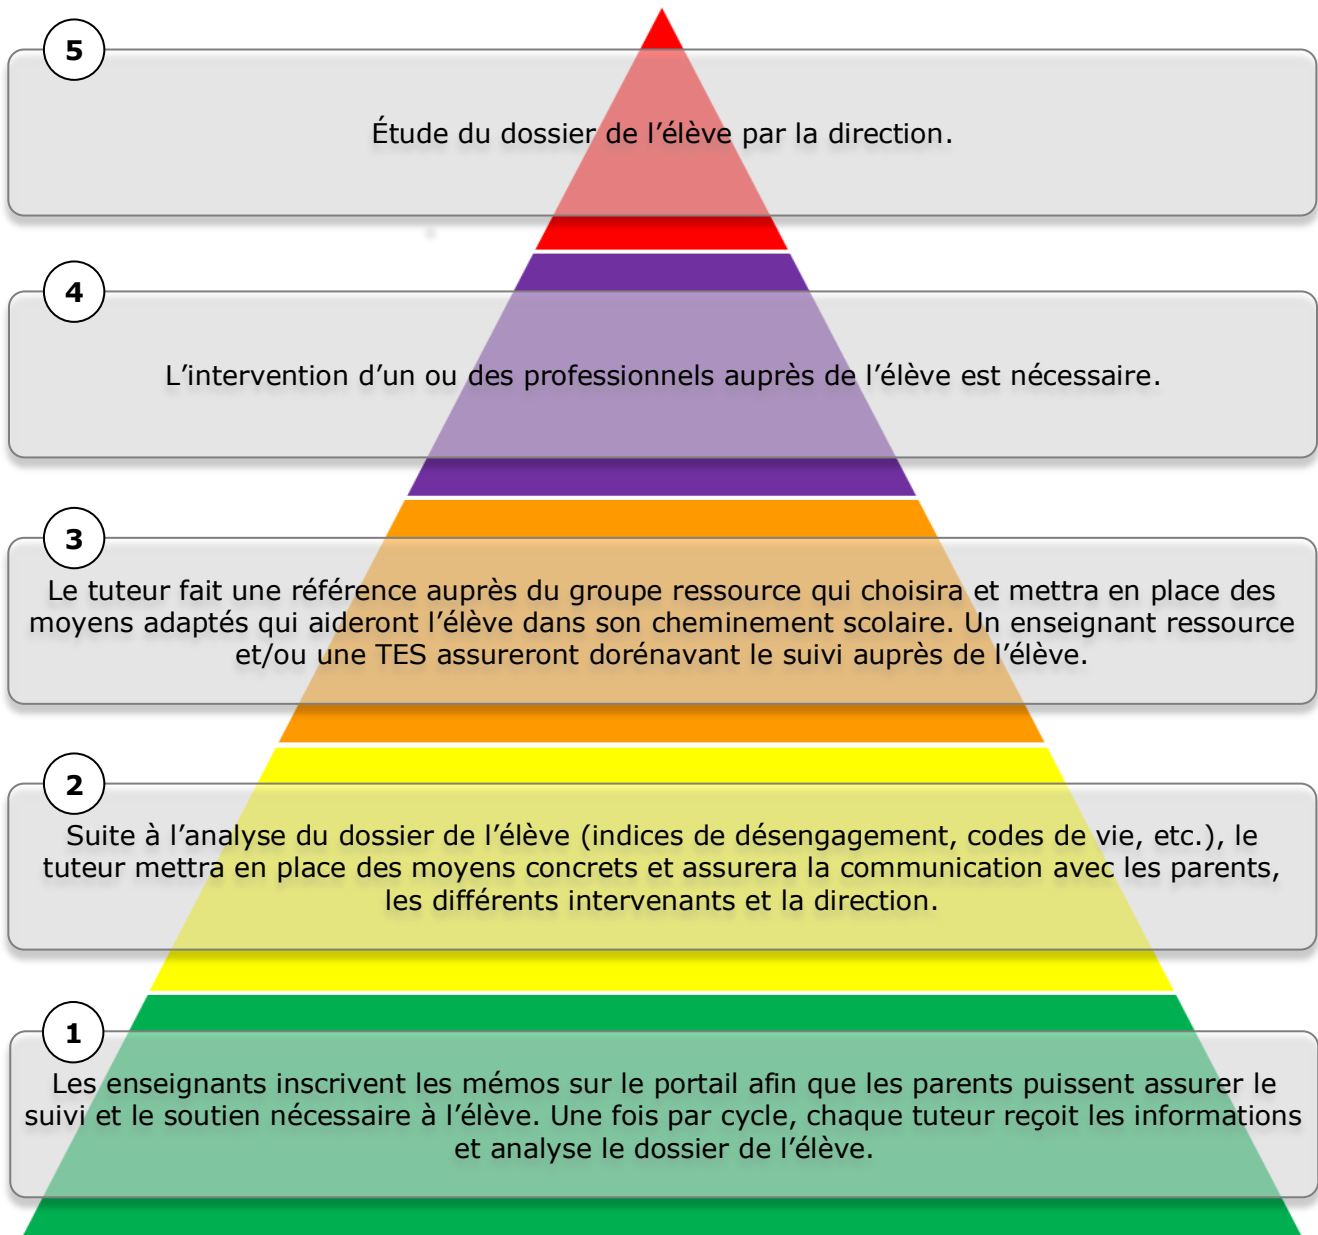 5
Étude du dossier de l’élève par la direction.
4
L’intervention d’un ou des professionnels auprès de l’élève est nécessaire.
3
Le tuteur fait une référence auprès du groupe ressource qui choisira et mettra en place des
moyens adaptés qui aideront l’élève dans son cheminement scolaire. Un enseignant ressource
et/ou une TES assureront dorénavant le suivi auprès de l’élève.
2
Suite à l’analyse du dossier de l’élève (indices de désengagement, codes de vie, etc.), le
tuteur mettra en place des moyens concrets et assurera la communication avec les parents,
les différents intervenants et la direction.
1
Les enseignants inscrivent les mémos sur le portail afin que les parents puissent assurer le
suivi et le soutien nécessaire à l’élève. Une fois par cycle, chaque tuteur reçoit les informations
et analyse le dossier de l’élève.